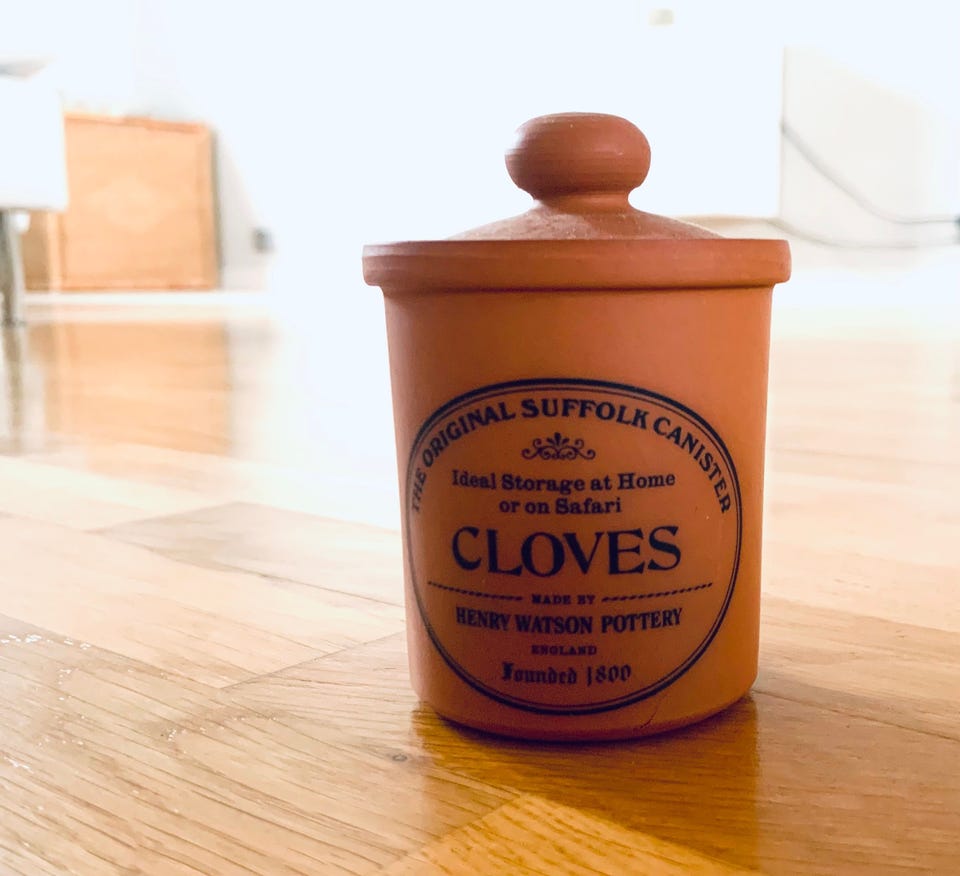 THE ORIGINAL SUFFOLK CANISTER
Ideal Storage at Home
or on Safari
CLOVES
MADE BY
HENRY WATSON POTTERY
ENGLAND
Founded 1800